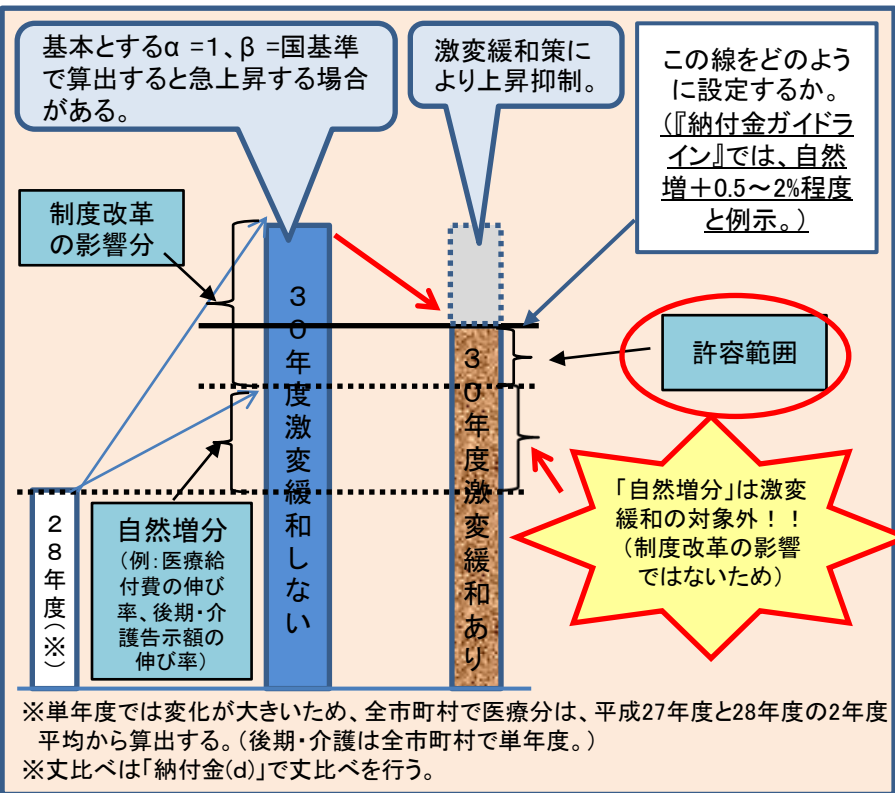 基本とするα =1、β =国基準
で算出すると急上昇する場合
がある。
激変緩和策に
より上昇抑制。
この線をどのよう
に設定するか。
(『納付金ガイドラ
イン』では、自然
増＋0.5～2%程度
と例示。)
制度改革
の影響分
３０年度激変緩和しない
３０年度激変緩和あり
許容範囲
２８年度(※)
自然増分
(例：医療給
付費の伸び
率、後期・介
護告示額の
伸び率)
「自然増分」は激変
緩和の対象外！！
(制度改革の影響
ではないため)
※単年度では変化が大きいため、全市町村で医療分は、平成27年度と28年度の2年度
平均から算出する。(後期・介護は全市町村で単年度。)
※丈比べは「納付金(d)」で丈比べを行う。